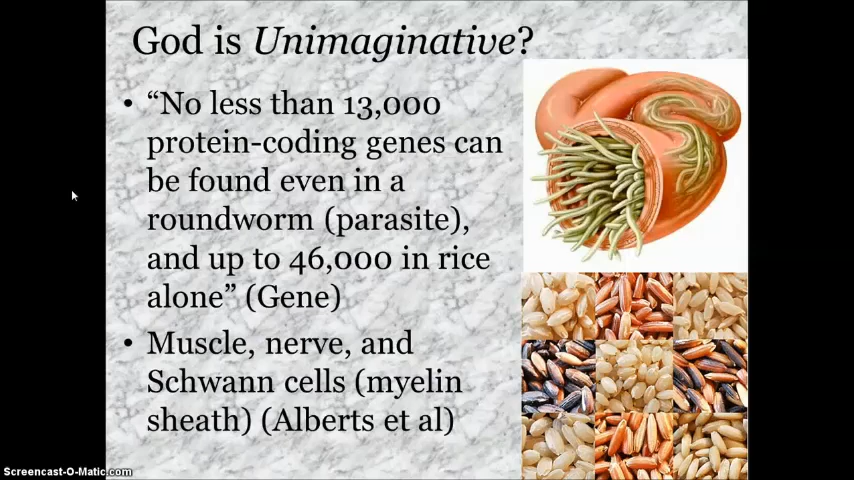 God is Unimaginative?
• “No less than 13,000
protein-coding genes can
be found even in a
roundworm (parasite),
and up to 46,000 in rice
alone” (Gene)
• Muscle, nerve, and
Schwann cells (myelin
sheath) (Alberts et al)
Screencast-O-Matic.com